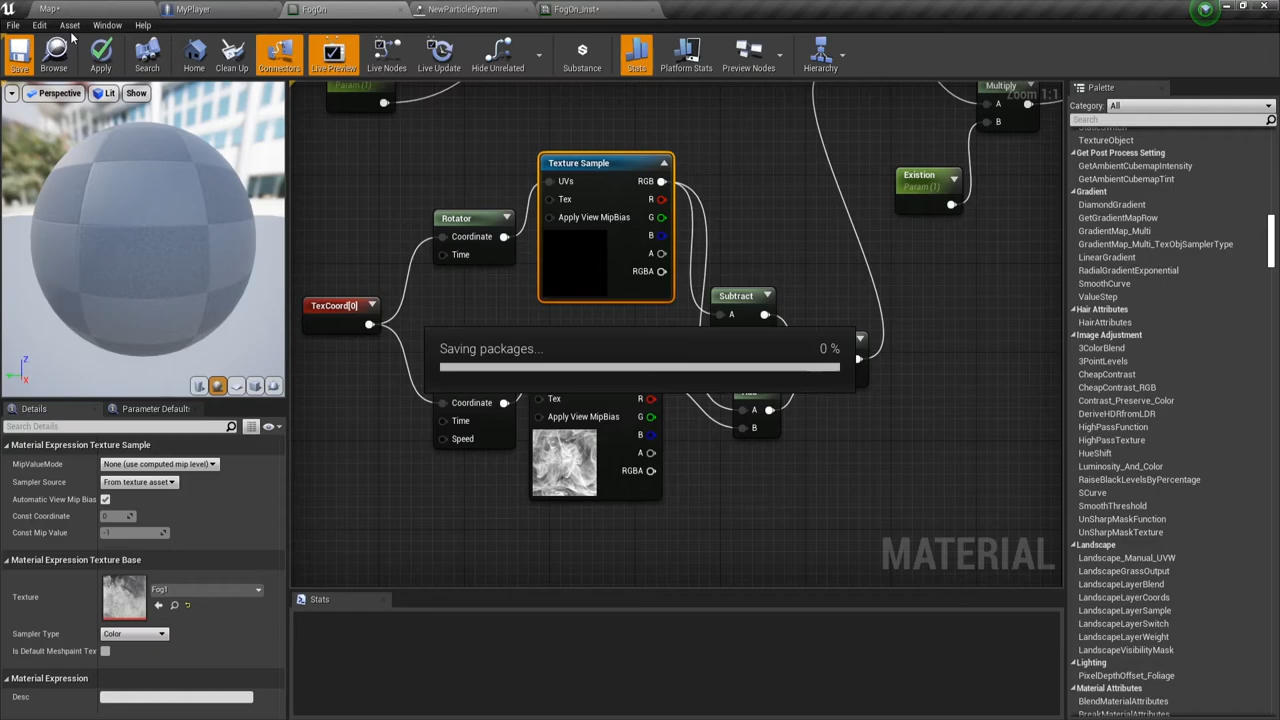 Map*
MyPlayer
FogOn
NewParticleSystem
FogOn_Inst*
File
Edit
Asset
Window
Help
Save
Browse
Apply
Search
Home
Clean Up
Connectors
Live Preview
Live Nodes
Live Update
Hide Unrelated
Substance
Stats
Platform Stats
Preview Nodes
Hierarchy
Perspective
Lit
Show
Z
X
Details
Parameter Default:
Search Details
Material Expression Texture Sample
MipValueMode
None (use computed mip level)
Sampler Source
From texture asset
Automatic View Mip Bias
Const Coordinate
0
Const Mip Value
-1
Material Expression Texture Base
Texture
Fog1
Sampler Type
Color
Is Default Meshpaint Tex
Material Expression
Desc
Param (1)
Texture Sample
UVs
RGB
Tex
R
Apply View MipBias
G
B
A
RGBA
Rotator
Coordinate
Time
TexCoord[0]
Subtract
A
Saving packages...
0 %
Coordinate
Time
Speed
Tex
R
Apply View MipBias
G
B
A
RGBA
A
B
Existion
Param (1)
Multiply
Zoom 1:1
A
B
MATERIAL
Stats
Palette
Category:
All
Search
StaticSwitch
TextureObject
Get Post Process Setting
GetAmbientCubemapIntensity
GetAmbientCubemapTint
Gradient
DiamondGradient
GetGradientMapRow
GradientMap_Multi
GradientMap_Multi_TexObjSamplerType
LinearGradient
RadialGradientExponential
SmoothCurve
ValueStep
Hair Attributes
HairAttributes
Image Adjustment
3ColorBlend
3PointLevels
CheapContrast
CheapContrast_RGB
Contrast_Preserve_Color
DeriveHDRfromLDR
HighPassFunction
HighPassTexture
HueShift
Luminosity_And_Color
RaiseBlackLevelsByPercentage
SCurve
SmoothThreshold
UnSharpMaskFunction
UnSharpMaskTexture
Landscape
Landscape_Manual_UVW
LandscapeGrassOutput
LandscapeLayerBlend
LandscapeLayerCoords
LandscapeLayerSample
LandscapeLayerSwitch
LandscapeLayerWeight
LandscapeVisibilityMask
Lighting
PixelDepthOffset_Foliage
Material Attributes
BlendMaterialAttributes
BreakMaterialAttributes